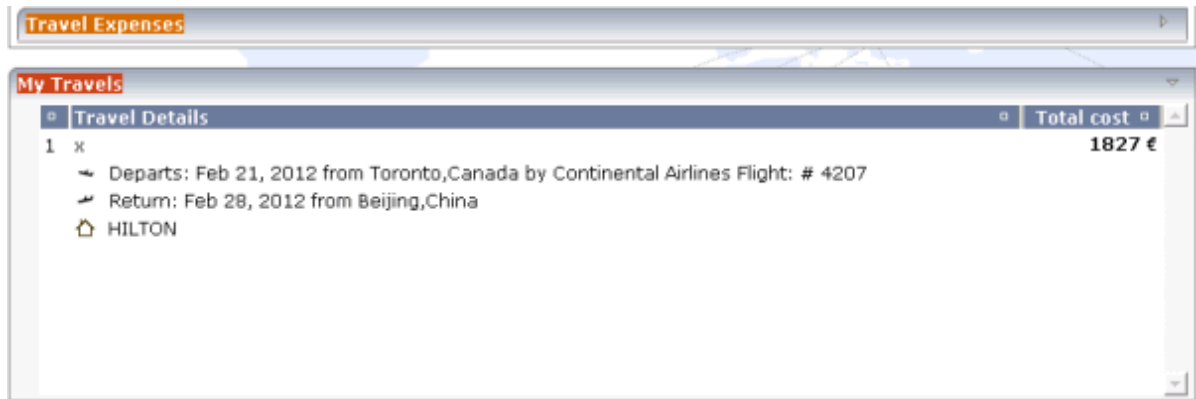 Travel Expenses
My Travels
Travel Details Total cost
1 x 1827 €
Departs: Feb 21, 2012 from Toronto,Canada by Continental Airlines Flight: # 4207
Return: Feb 28, 2012 from Beijing,China
HILTON